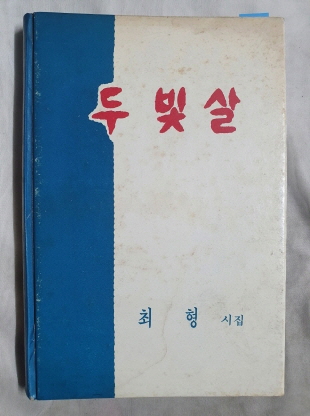 두 빛 살
최 형 시집